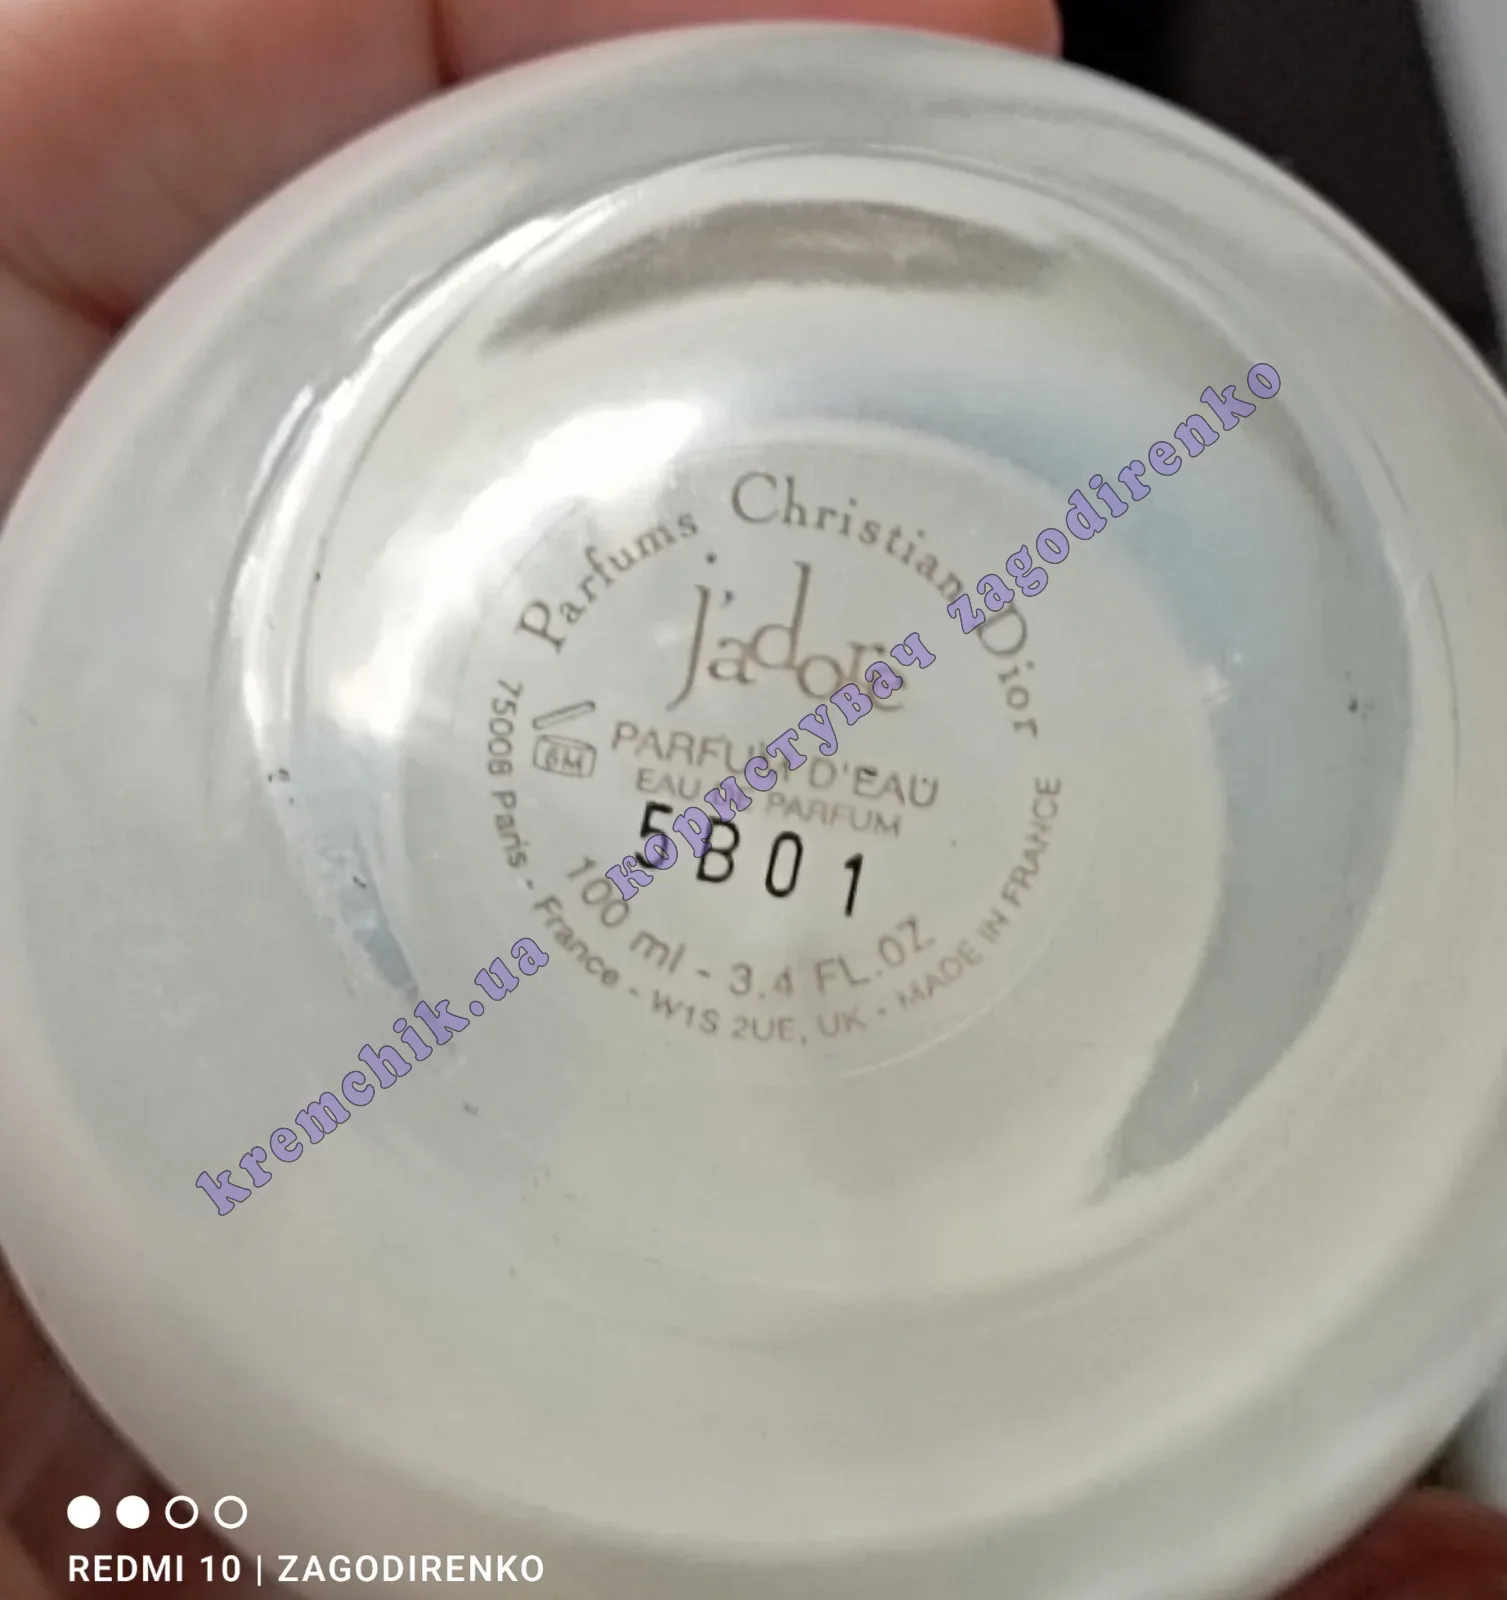 Parfums Christian Dior
j'adore
6M
PARFUM D'EAU
EAU DE PARFUM
5B01
100 ml - 3.4 FL.OZ
75008 Paris - France - W1S 2UE, UK - MADE IN FRANCE
kremchik.ua користувач zagodirenko
REDMI 10 | ZAGODIRENKO